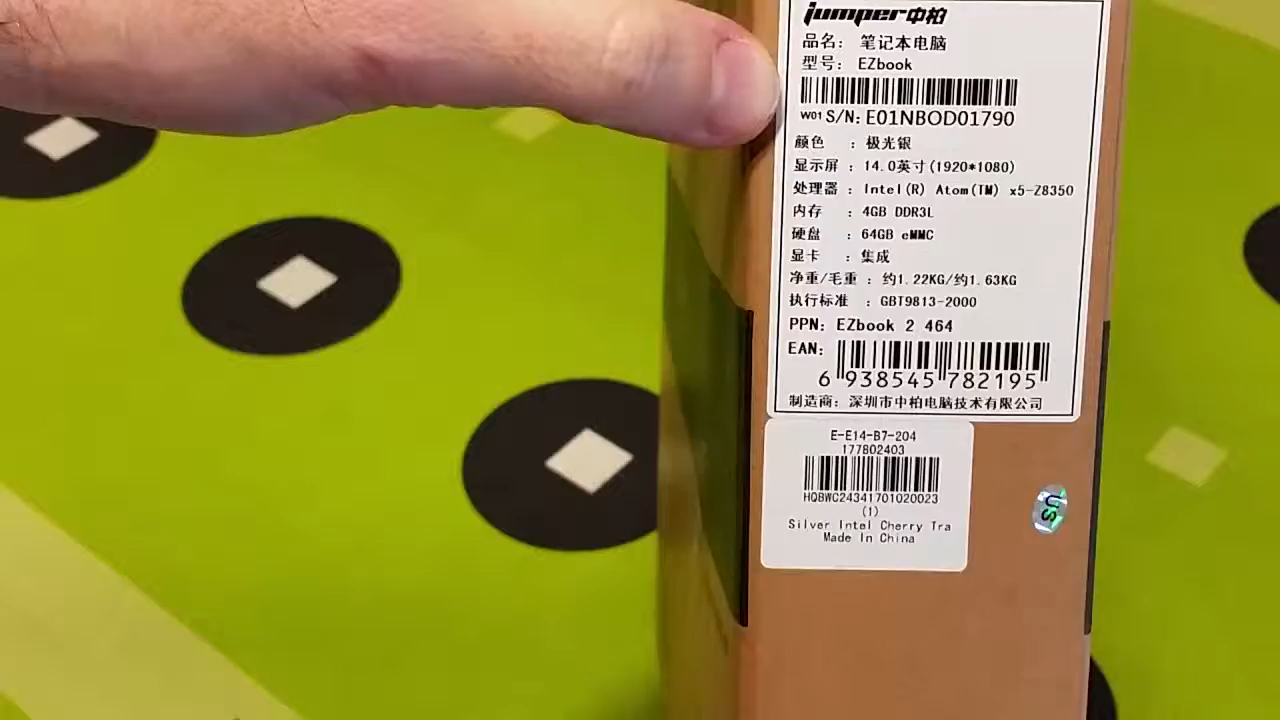 jumper中柏
品名: 笔记本电脑
型号: EZbook
W01 S/N: E01NBOD01790
颜色 : 极光银
显示屏 : 14.0英寸(1920*1080)
处理器 : Intel(R) Atom(TM) x5-Z8350
内存 : 4GB DDR3L
硬盘 : 64GB eMMC
显卡 : 集成
净重/毛重 : 约1.22KG/约1.63KG
执行标准 : GBT9813-2000
PPN: EZbook 2 464
EAN:
6 938545 782195
制造商: 深圳市中柏电脑技术有限公司
E-E14-B7-204
177802403
HQBWC24341701020023
(1)
Silver Intel Cherry Tra
Made In China
US